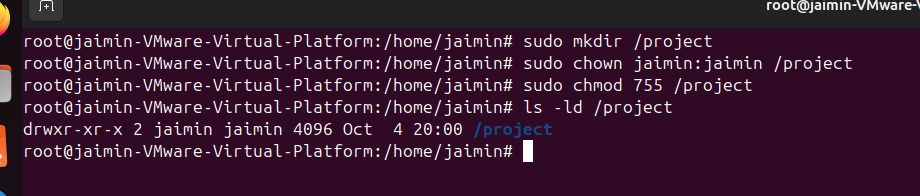 root@jaimin-VMware-V
root@jaimin-VMware-Virtual-Platform:/home/jaimin# sudo mkdir /project
root@jaimin-VMware-Virtual-Platform:/home/jaimin# sudo chown jaimin:jaimin /project
root@jaimin-VMware-Virtual-Platform:/home/jaimin# sudo chmod 755 /project
root@jaimin-VMware-Virtual-Platform:/home/jaimin# ls -ld /project
drwxr-xr-x 2 jaimin jaimin 4096 Oct  4 20:00 /project
root@jaimin-VMware-Virtual-Platform:/home/jaimin#